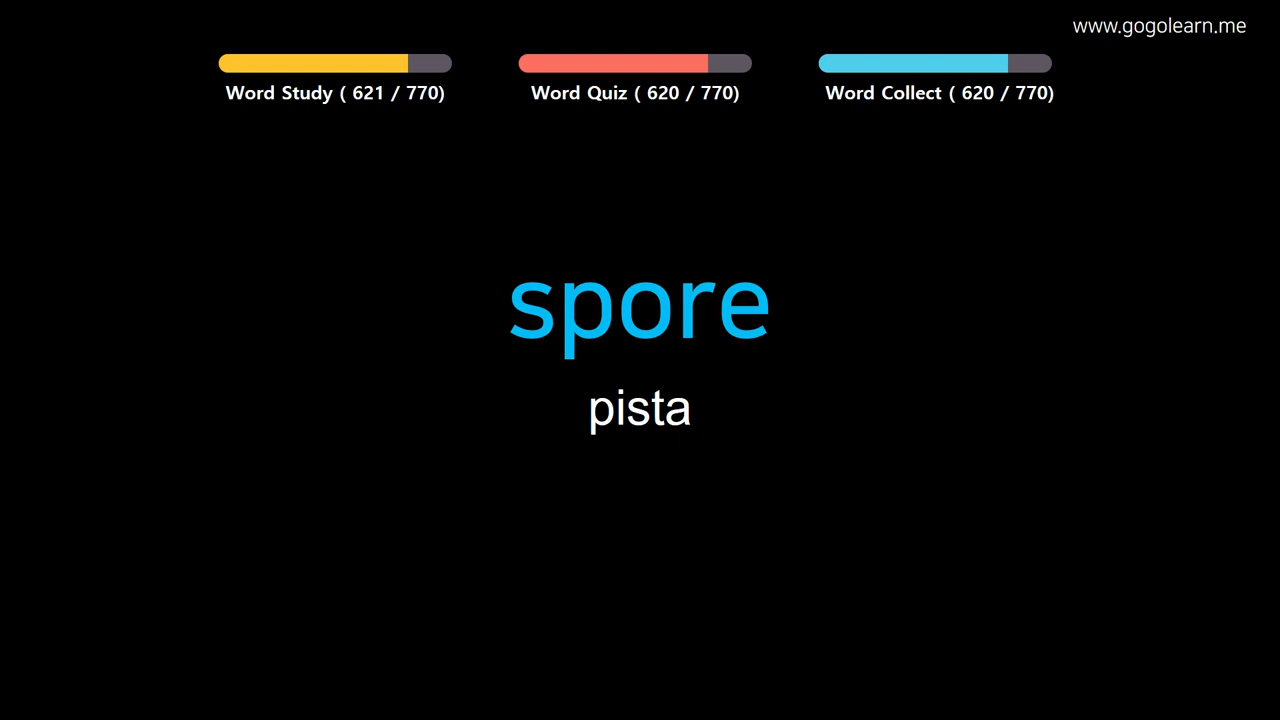 www.gogolearn.me
Word Study ( 621 / 770)
Word Quiz ( 620 / 770)
Word Collect ( 620 / 770)
spore
pista